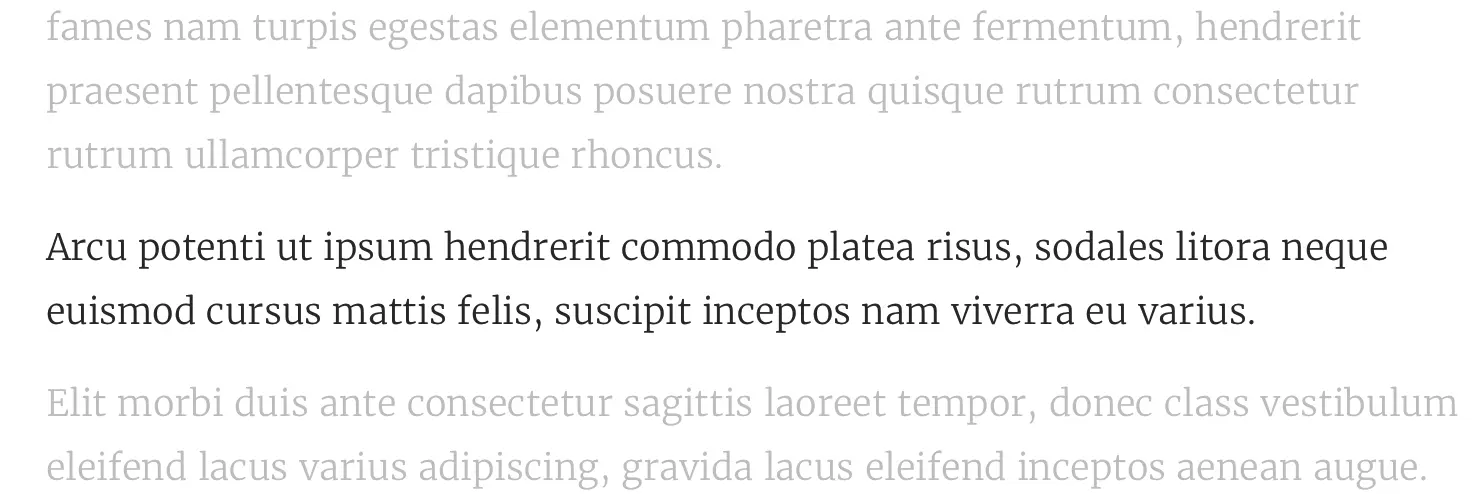 fames nam turpis egestas elementum pharetra ante fermentum, hendrerit
praesent pellentesque dapibus posuere nostra quisque rutrum consectetur
rutrum ullamcorper tristique rhoncus.
Arcu potenti ut ipsum hendrerit commodo platea risus, sodales litora neque
euismod cursus mattis felis, suscipit inceptos nam viverra eu varius.
Elit morbi duis ante consectetur sagittis laoreet tempor, donec class vestibulum
eleifend lacus varius adipiscing, gravida lacus eleifend inceptos aenean augue.